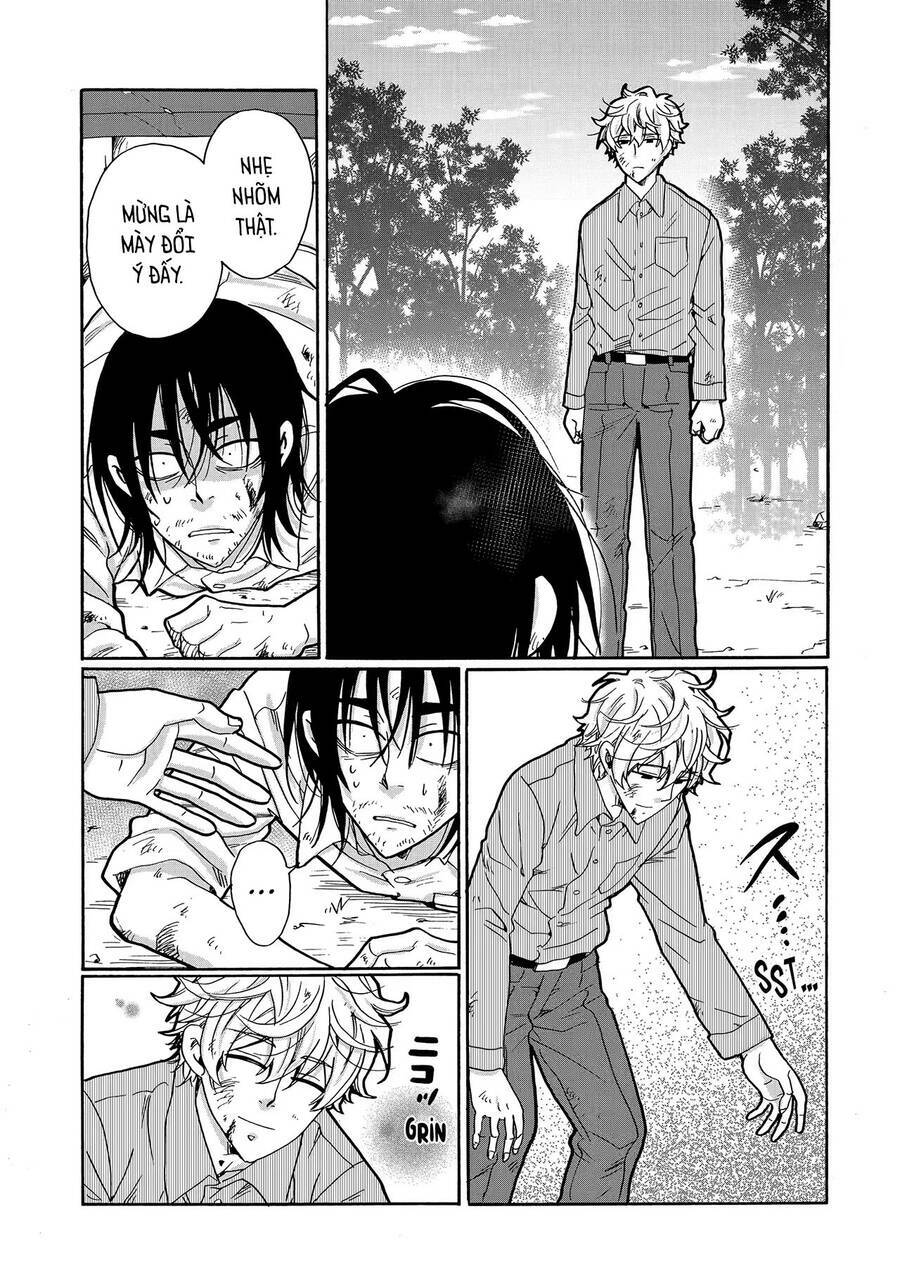 NHẸ
NHÕM
THẬT.
MỪNG LÀ
MÀY ĐỔI
Ý ĐẤY.
ス....
SST...
...
ニコッ
GRIN